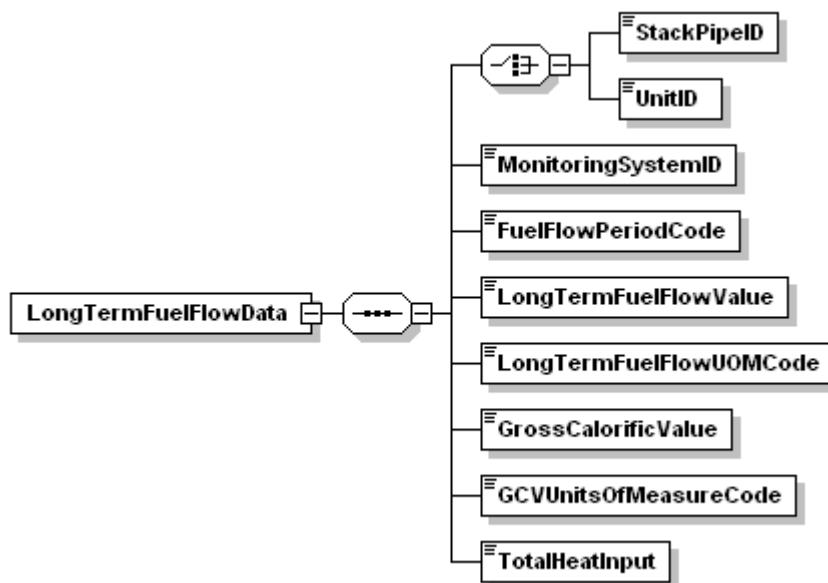 StackPipeID
UnitID
MonitoringSystemID
FuelFlowPeriodCode
LongTermFuelFlowData
LongTermFuelFlowValue
LongTermFuelFlowUOMCode
GrossCalorificValue
GCVUnitsOfMeasureCode
TotalHeatInput